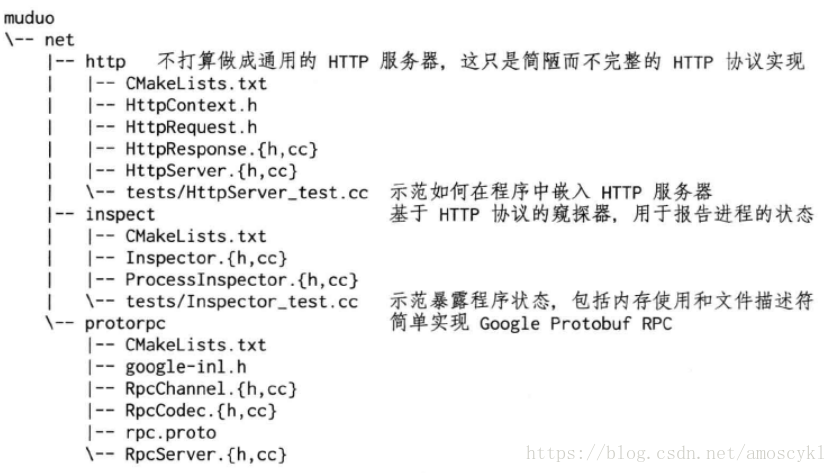 muduo
\-- net
    |-- http   不打算做成通用的 HTTP 服务器，这只是简陋而不完整的 HTTP 协议实现
    |   |-- CMakeLists.txt
    |   |-- HttpContext.h
    |   |-- HttpRequest.h
    |   |-- HttpResponse.{h,cc}
    |   |-- HttpServer.{h,cc}
    |   \-- tests/HttpServer_test.cc  示范如何在程序中嵌入 HTTP 服务器
    |-- inspect                       基于 HTTP 协议的窥探器，用于报告进程的状态
    |   |-- CMakeLists.txt
    |   |-- Inspector.{h,cc}
    |   |-- ProcessInspector.{h,cc}
    |   \-- tests/Inspector_test.cc   示范暴露程序状态，包括内存使用和文件描述符
    \-- protorpc                      简单实现 Google Protobuf RPC
        |-- CMakeLists.txt
        |-- google-inl.h
        |-- RpcChannel.{h,cc}
        |-- RpcCodec.{h,cc}
        |-- rpc.proto
        \-- RpcServer.{h,cc}
https://blog.csdn.net/amoscykl